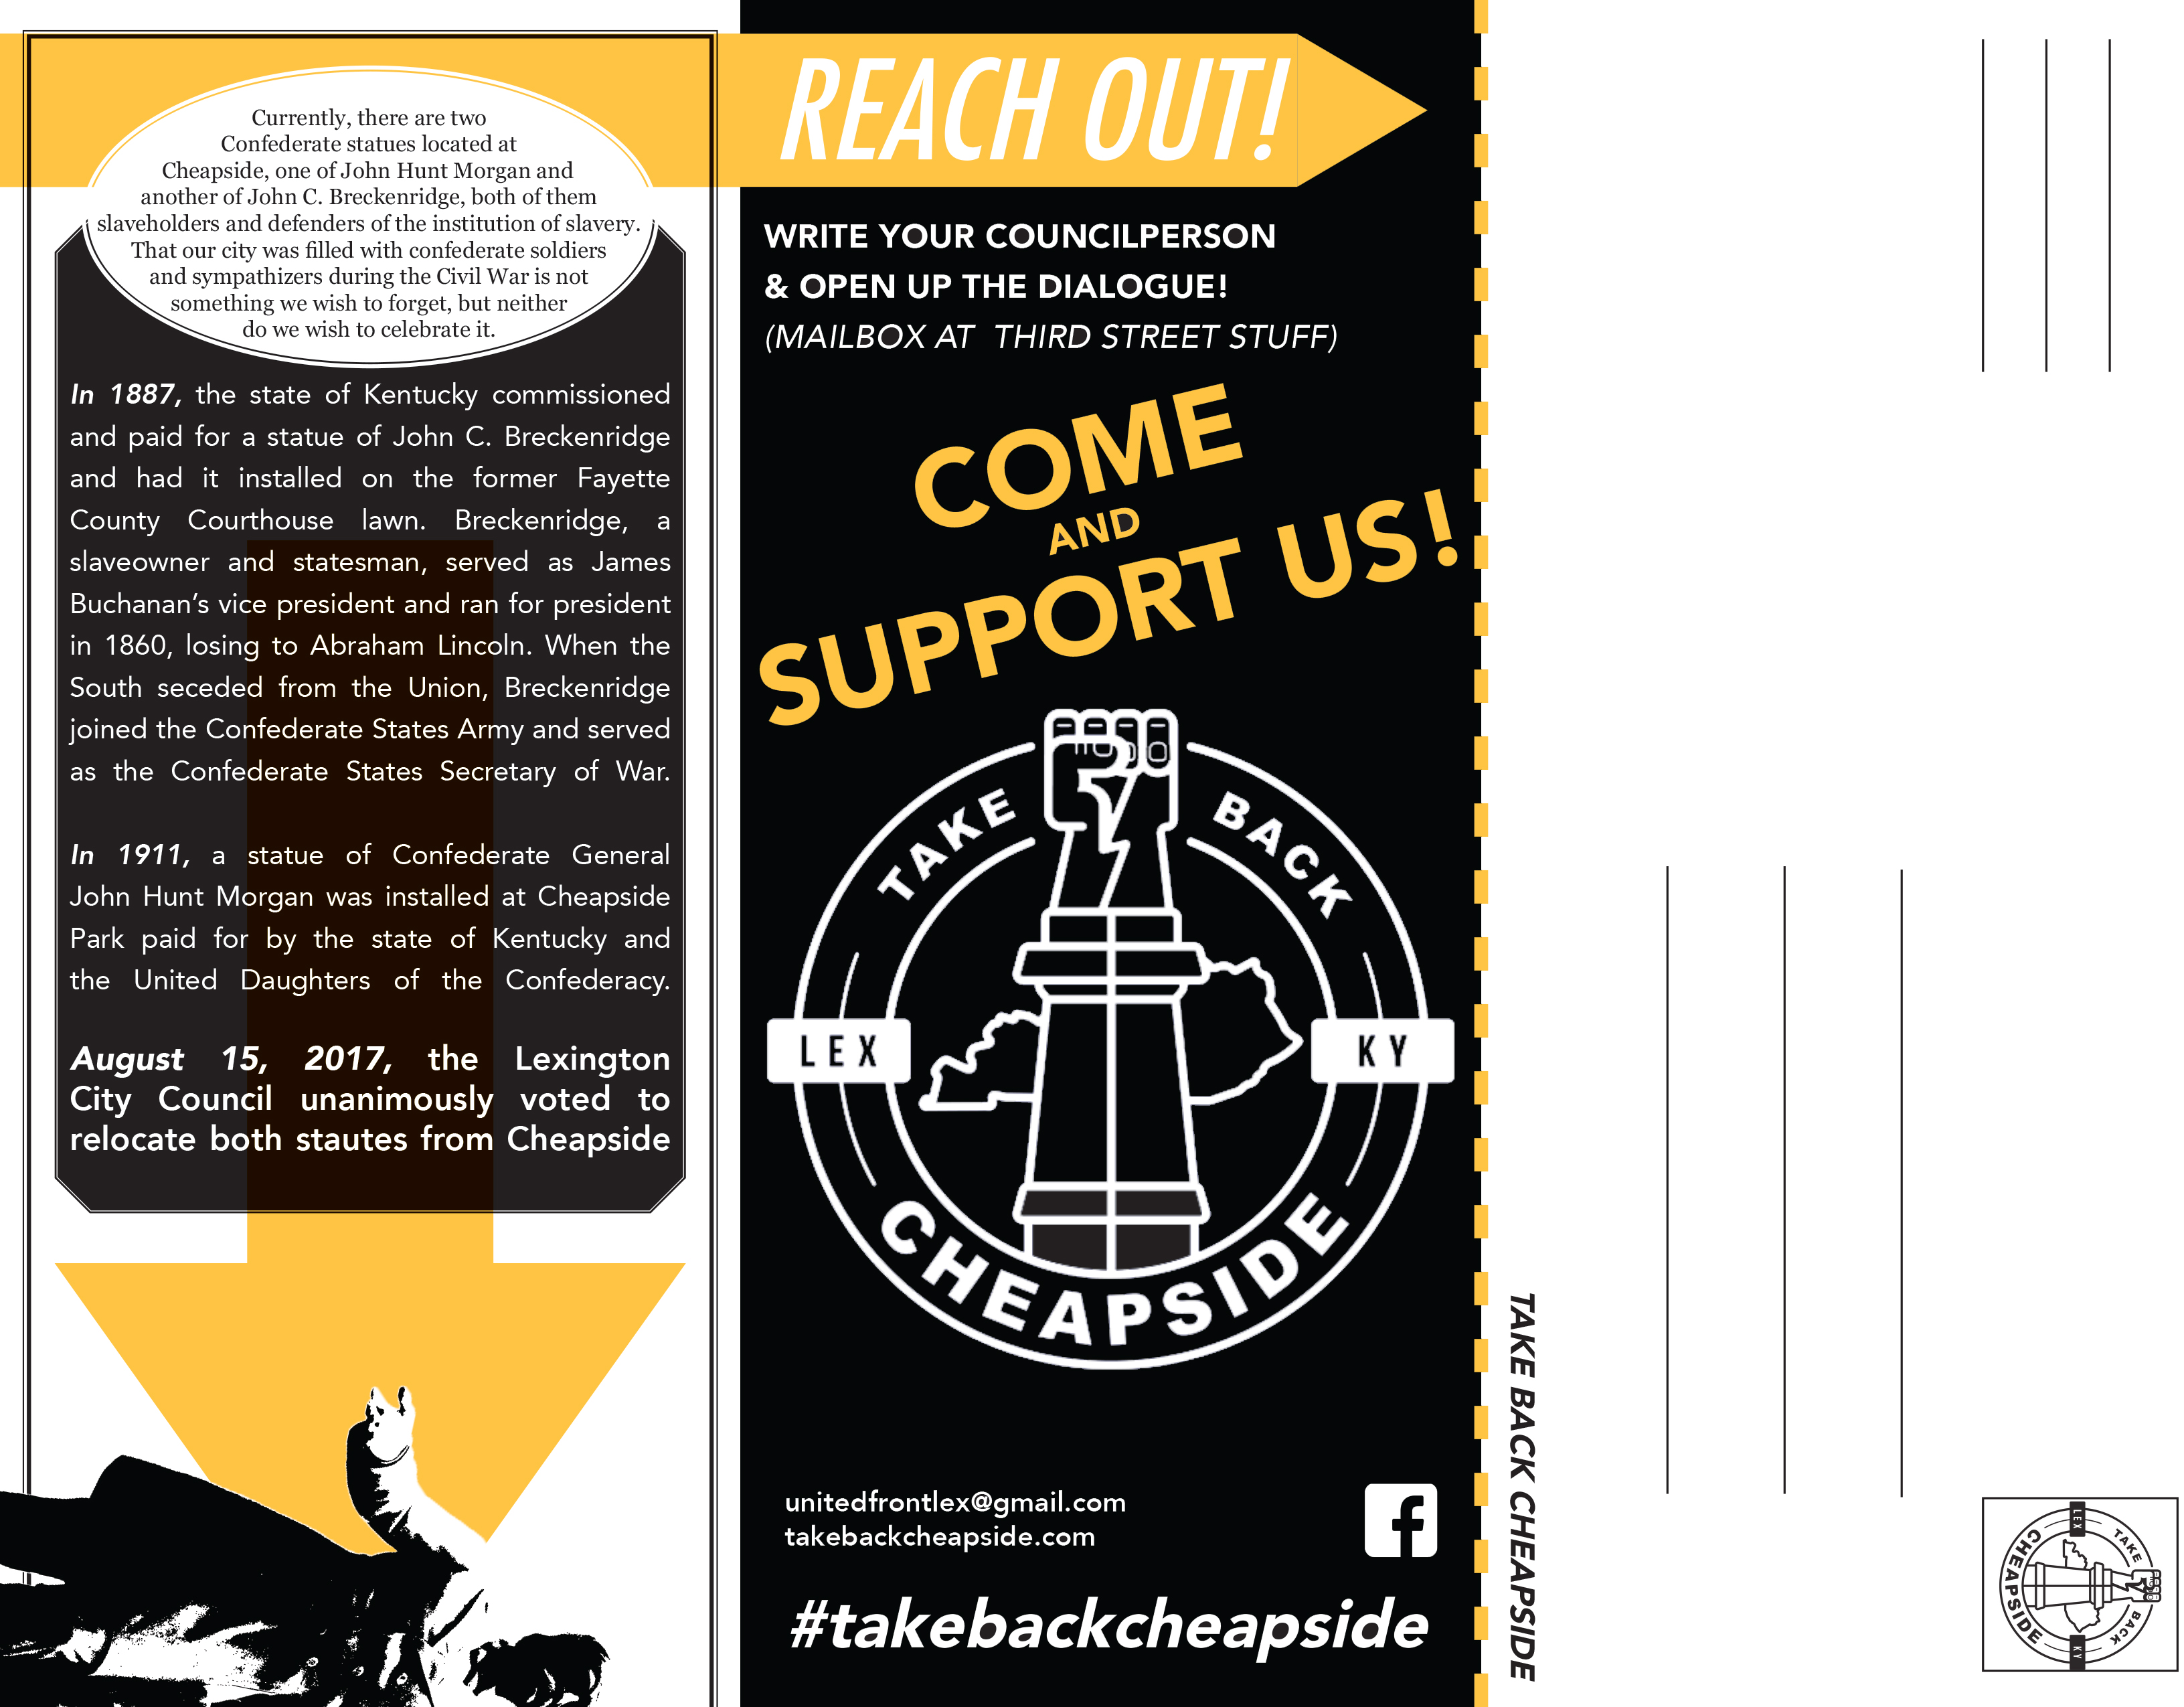 Currently, there are two
Confederate statues located at
Cheapside, one of John Hunt Morgan and
another of John C. Breckenridge, both of them
slaveholders and defenders of the institution of slavery.
That our city was filled with confederate soldiers
and sympathizers during the Civil War is not
something we wish to forget, but neither
do we wish to celebrate it.
In 1887, the state of Kentucky commissioned
and paid for a statue of John C. Breckenridge
and had it installed on the former Fayette
County Courthouse lawn. Breckenridge, a
slaveowner and statesman, served as James
Buchanan’s vice president and ran for president
in 1860, losing to Abraham Lincoln. When the
South seceded from the Union, Breckenridge
joined the Confederate States Army and served
as the Confederate States Secretary of War.
In 1911, a statue of Confederate General
John Hunt Morgan was installed at Cheapside
Park paid for by the state of Kentucky and
the United Daughters of the Confederacy.
August 15, 2017, the Lexington
City Council unanimously voted to
relocate both stautes from Cheapside
REACH OUT!
WRITE YOUR COUNCILPERSON
& OPEN UP THE DIALOGUE!
(MAILBOX AT THIRD STREET STUFF)
COME
AND
SUPPORT US!
TAKE BACK
LEX KY
CHEAPSIDE
unitedfrontlex@gmail.com
takebackcheapside.com
f
#takebackcheapside
TAKE BACK CHEAPSIDE
TAKE BACK
LEX KY
CHEAPSIDE